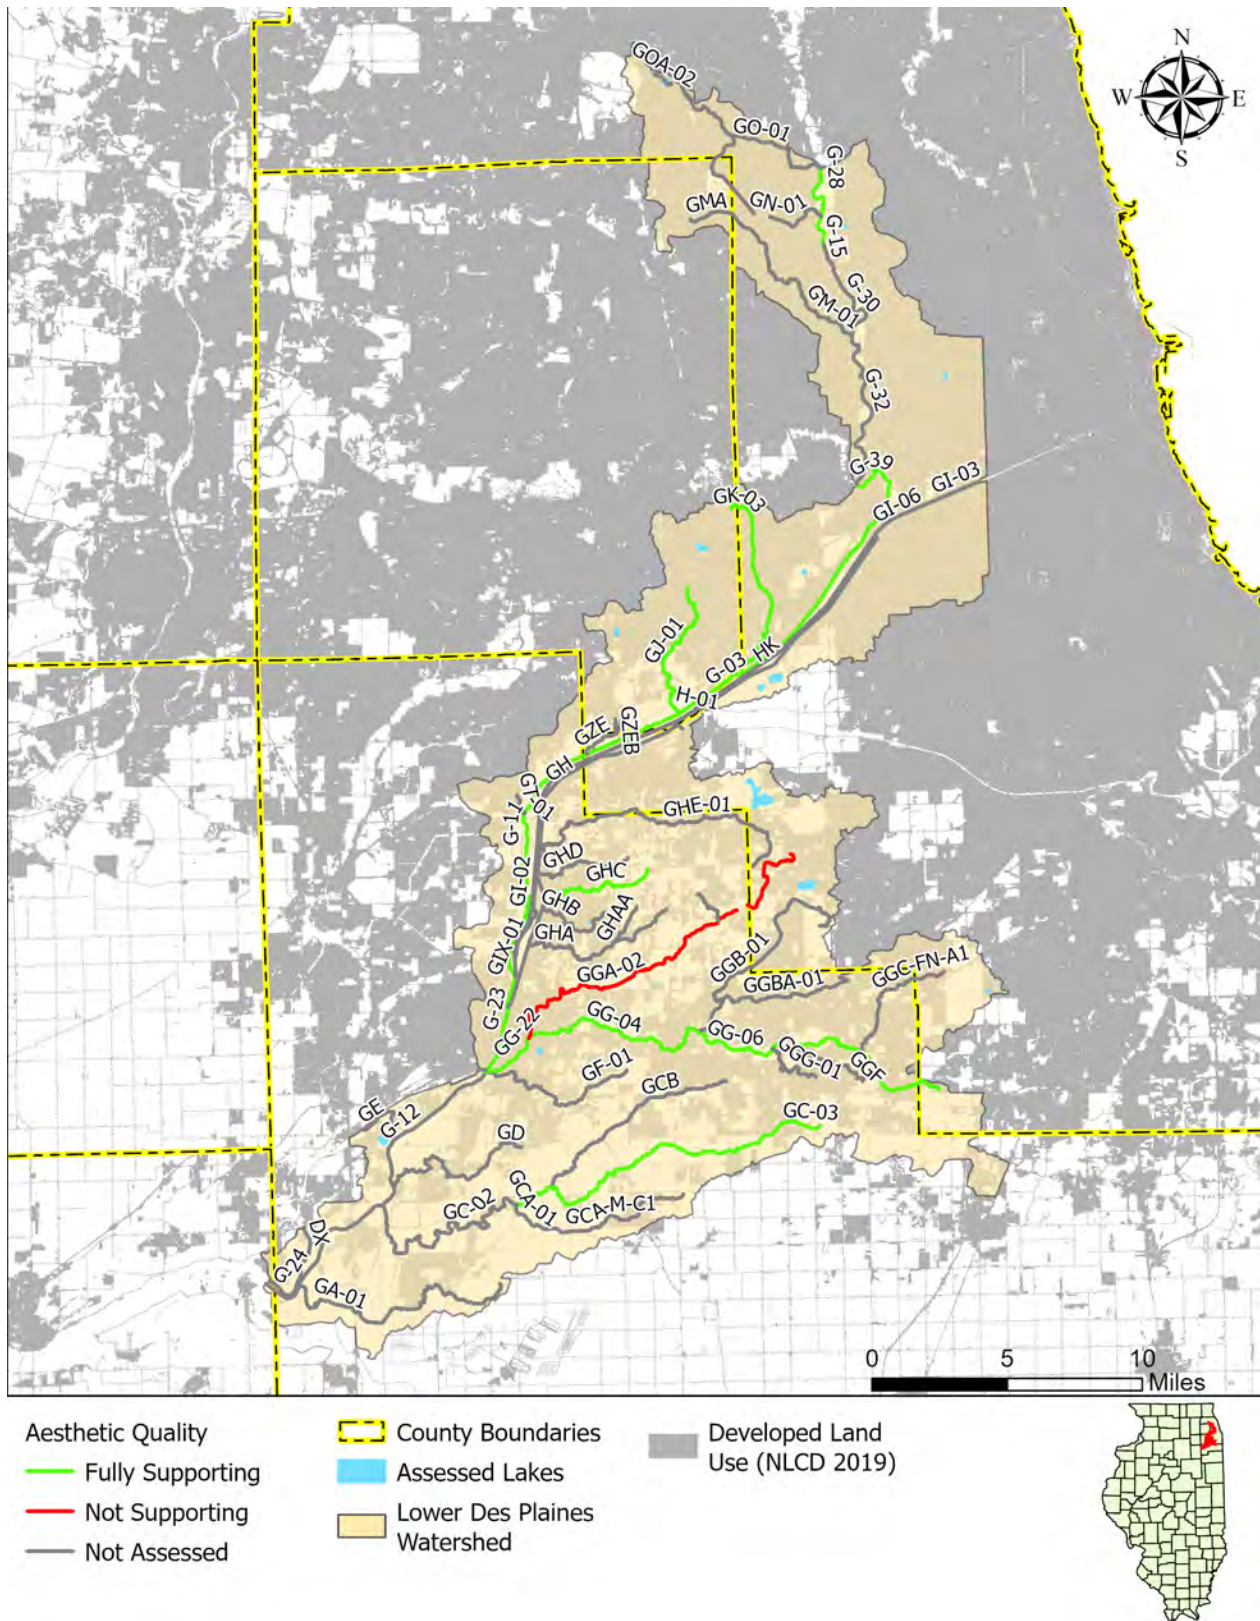 N
W E
S
GOA-02
GO-01
G-28
GMA
GN-01
G-15
G-30
GM-01
G-32
G-39
GK-03
GI-06
GI-03
GJ-01
G-03
HK
H-01
GZE
GZEB
GH
GT-01
G-11
GHE-01
GHD
GI-02
GHC
GHB
GHAA
GHA
GIX-01
GGA-02
GGB-01
GGBA-01
GGC-FN-A1
G-23
GG-22
GG-04
GG-06
GGG-01
GGF
GF-01
GCB
GE
G-12
GD
GC-03
GC-02
GCA-01
GCA-M-C1
DX
G-24
GA-01
0 5 10
Miles
Aesthetic Quality
Fully Supporting
Not Supporting
Not Assessed
County Boundaries
Assessed Lakes
Lower Des Plaines
Watershed
Developed Land
Use (NLCD 2019)